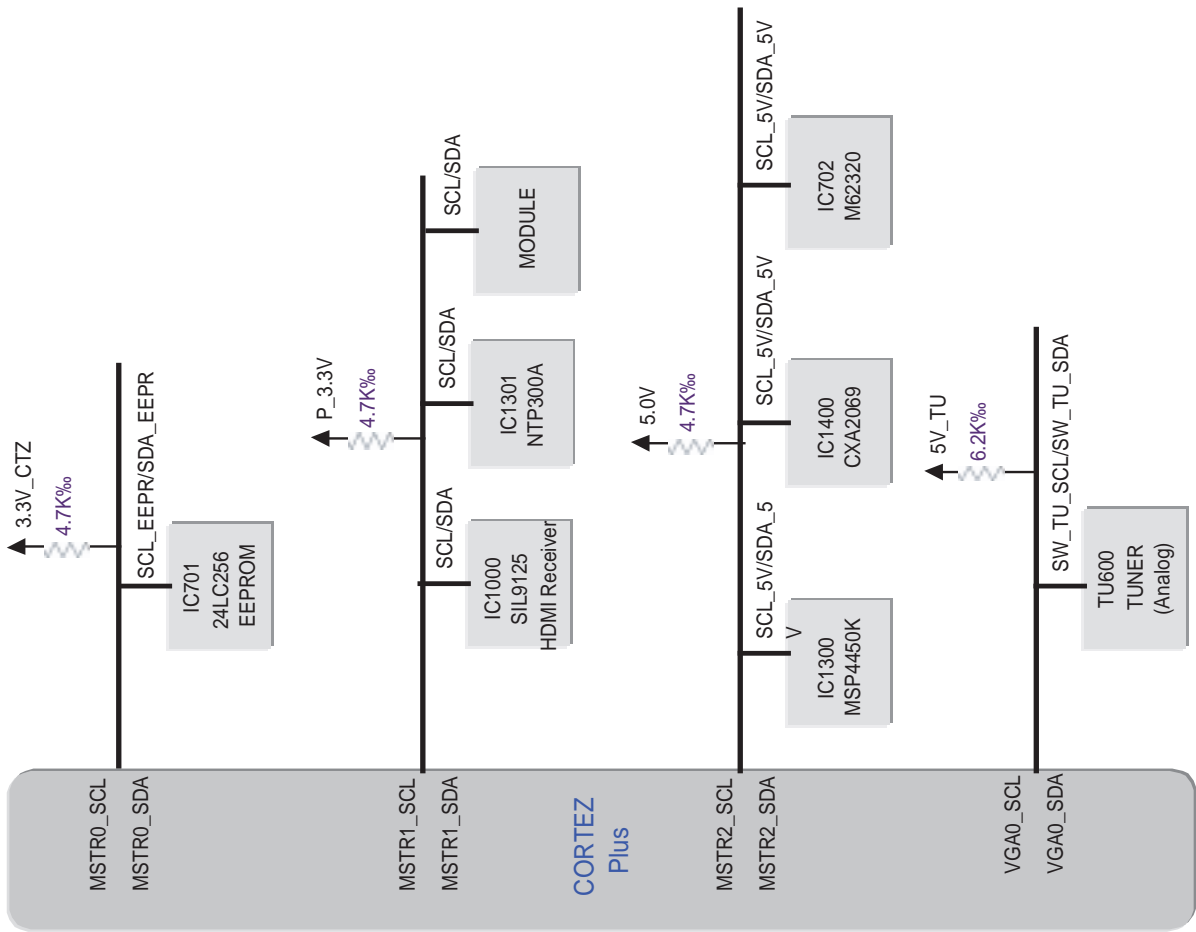 CORTEZ
Plus
MSTR0_SCL
MSTR0_SDA
3.3V_CTZ
4.7K‰
SCL_EEPR/SDA_EEPR
IC701
24LC256
EEPROM
MSTR1_SCL
MSTR1_SDA
P_3.3V
4.7K‰
SCL/SDA
IC1000
SIL9125
HDMI Receiver
SCL/SDA
IC1301
NTP300A
SCL/SDA
MODULE
MSTR2_SCL
MSTR2_SDA
5.0V
4.7K‰
SCL_5V/SDA_5
V
IC1300
MSP4450K
SCL_5V/SDA_5V
IC1400
CXA2069
SCL_5V/SDA_5V
IC702
M62320
VGA0_SCL
VGA0_SDA
5V_TU
6.2K‰
SW_TU_SCL/SW_TU_SDA
TU600
TUNER
(Analog)